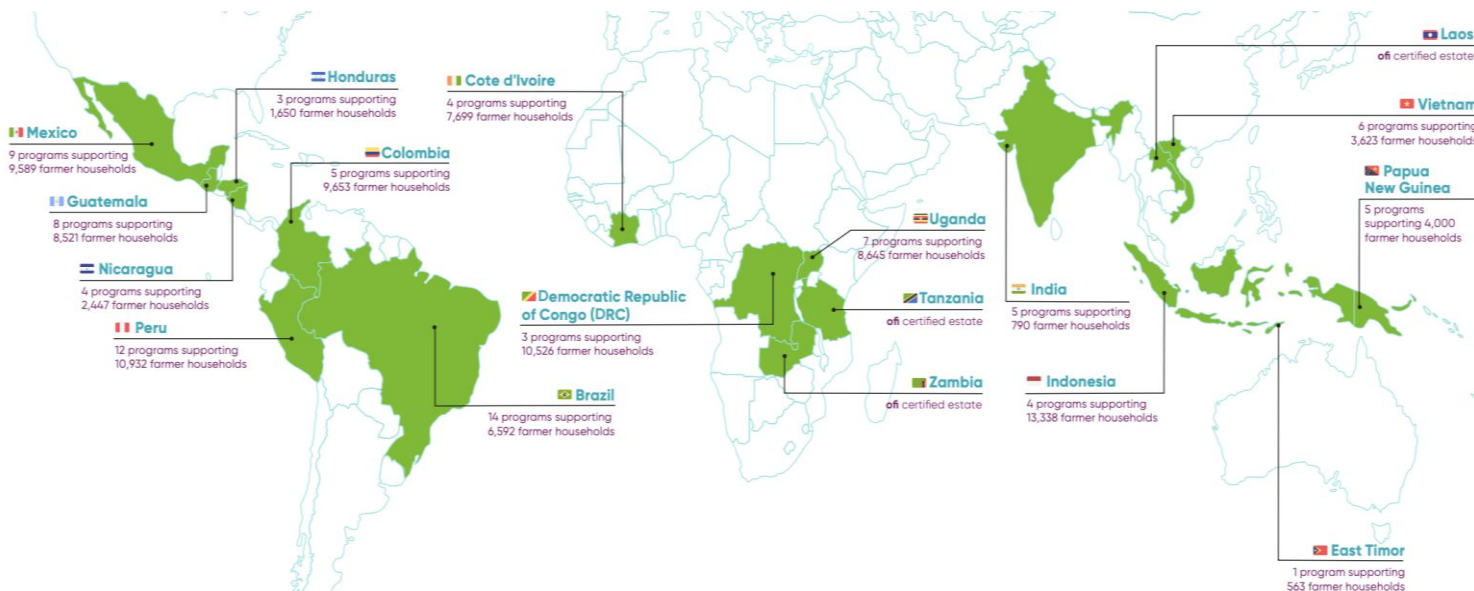 Mexico
9 programs supporting
9,589 farmer households
Guatemala
8 programs supporting
8,521 farmer households
Nicaragua
4 programs supporting
2,447 farmer households
Peru
12 programs supporting
10,932 farmer households
Honduras
3 programs supporting
1,650 farmer households
Colombia
5 programs supporting
9,653 farmer households
Brazil
14 programs supporting
6,592 farmer households
Cote d'Ivoire
4 programs supporting
7,699 farmer households
Democratic Republic
of Congo (DRC)
3 programs supporting
10,526 farmer households
Uganda
7 programs supporting
8,645 farmer households
Tanzania
ofi certified estate
Zambia
ofi certified estate
India
5 programs supporting
790 farmer households
Indonesia
4 programs supporting
13,338 farmer households
Laos
ofi certified estate
Vietnam
6 programs supporting
3,623 farmer households
Papua
New Guinea
5 programs
supporting 4,000
farmer households
East Timor
1 program supporting
563 farmer households